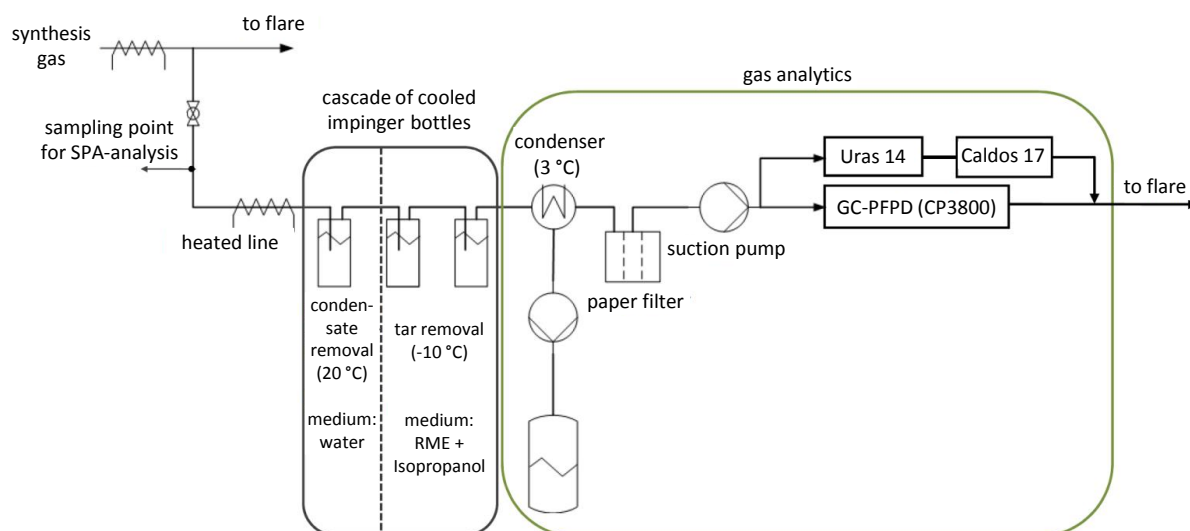 synthesis
gas
to flare
sampling point
for SPA-analysis
heated line
cascade of cooled
impinger bottles
conden-
sate
removal
(20 °C)
medium:
water
tar removal
(-10 °C)
medium:
RME +
Isopropanol
gas analytics
condenser
(3 °C)
paper filter
suction pump
Uras 14
Caldos 17
GC-PFPD (CP3800)
to flare